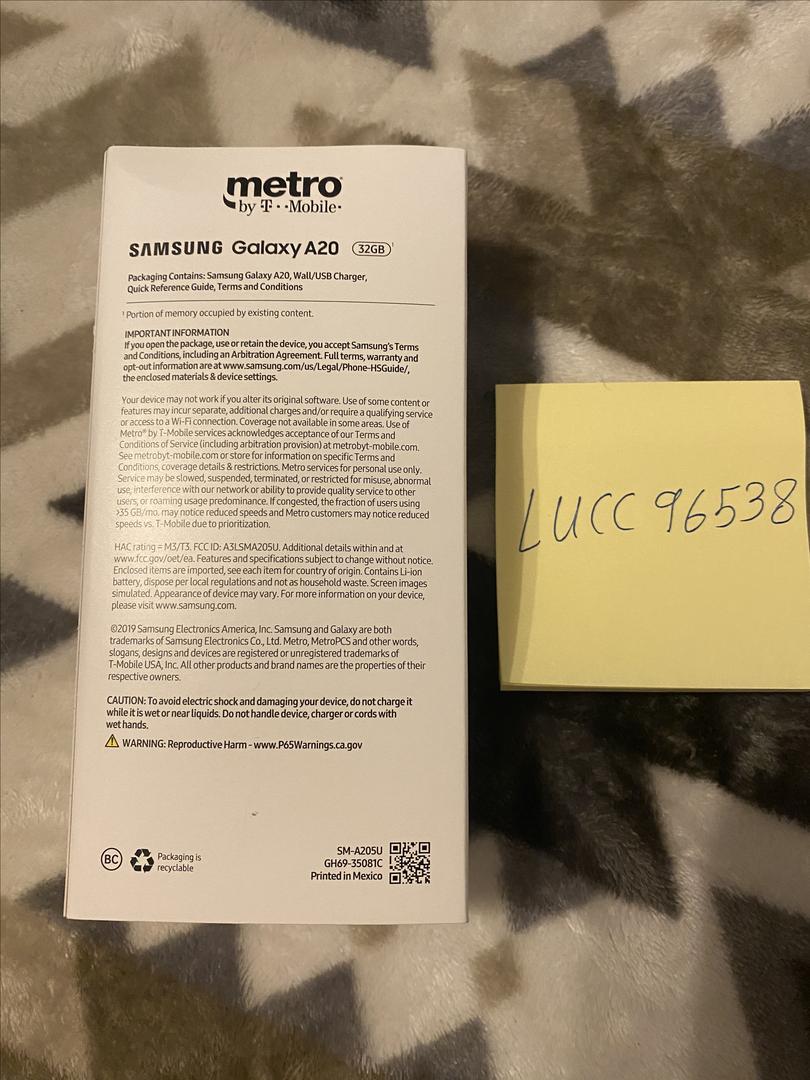 metro
by T··Mobile·
SAMSUNG Galaxy A20 32GB¹
Packaging Contains: Samsung Galaxy A20, Wall/USB Charger,
Quick Reference Guide, Terms and Conditions
¹ Portion of memory occupied by existing content.
IMPORTANT INFORMATION
If you open the package, use or retain the device, you accept Samsung's Terms
and Conditions, including an Arbitration Agreement. Full terms, warranty and
opt-out information are at www.samsung.com/us/Legal/Phone-HSGuide/,
the enclosed materials & device settings.
Your device may not work if you alter its original software. Use of some content or
features may incur separate, additional charges and/or require a qualifying service
or access to a Wi-Fi connection. Coverage not available in some areas. Use of
Metro® by T-Mobile services acknowledges acceptance of our Terms and
Conditions of Service (including arbitration provision) at metrobyt-mobile.com.
See metrobyt-mobile.com or store for information on specific Terms and
Conditions, coverage details & restrictions. Metro services for personal use only.
Service may be slowed, suspended, terminated, or restricted for misuse, abnormal
use, interference with our network or ability to provide quality service to other
users, or roaming usage predominance. If congested, the fraction of users using
>35 GB/mo. may notice reduced speeds and Metro customers may notice reduced
speeds vs. T-Mobile due to prioritization.
HAC rating = M3/T3. FCC ID: A3LSMA205U. Additional details within and at
www.fcc.gov/oet/ea. Features and specifications subject to change without notice.
Enclosed items are imported, see each item for country of origin. Contains Li-ion
battery, dispose per local regulations and not as household waste. Screen images
simulated. Appearance of device may vary. For more information on your device,
please visit www.samsung.com.
©2019 Samsung Electronics America, Inc. Samsung and Galaxy are both
trademarks of Samsung Electronics Co., Ltd. Metro, MetroPCS and other words,
slogans, designs and devices are registered or unregistered trademarks of
T-Mobile USA, Inc. All other products and brand names are the properties of their
respective owners.
CAUTION: To avoid electric shock and damaging your device, do not charge it
while it is wet or near liquids. Do not handle device, charger or cords with
wet hands.
WARNING: Reproductive Harm - www.P65Warnings.ca.gov
BC
Packaging is
recyclable
SM-A205U
GH69-35081C
Printed in Mexico
LUCC96538